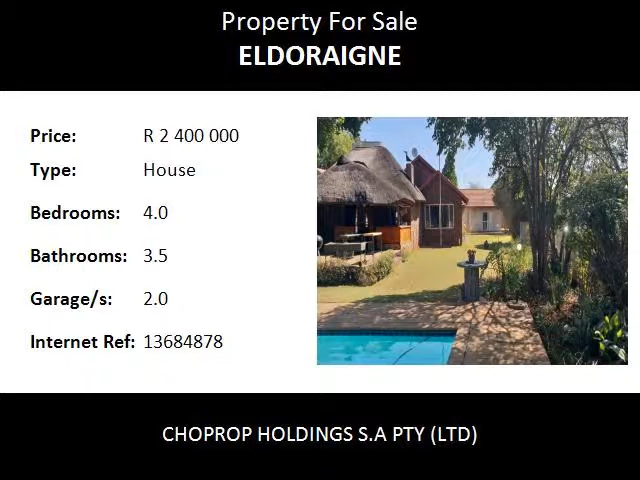 Property For Sale
ELDORAIGNE
Price: R 2 400 000
Type: House
Bedrooms: 4.0
Bathrooms: 3.5
Garage/s: 2.0
Internet Ref: 13684878
CHOPROP HOLDINGS S.A PTY (LTD)